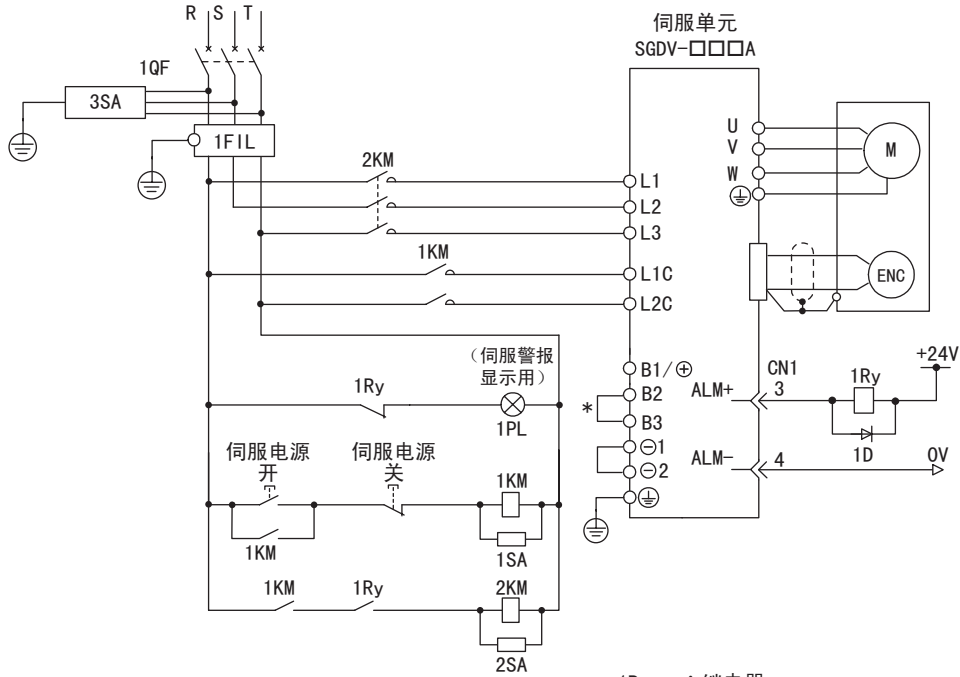 R S T
伺服单元
SGDV-□□□A
1QF
3SA
1FIL
2KM
U
V
W
M
L1
L2
L3
1KM
L1C
L2C
ENC
(伺服警报
显示用)
1Ry
1PL
B1/⊕
B2
B3
*
⊖1
⊖2
CN1
ALM+
3
1Ry
+24V
1D
ALM-
4
0V
伺服电源
开
伺服电源
关
1KM
1KM
1SA
1KM
1Ry
2KM
2SA